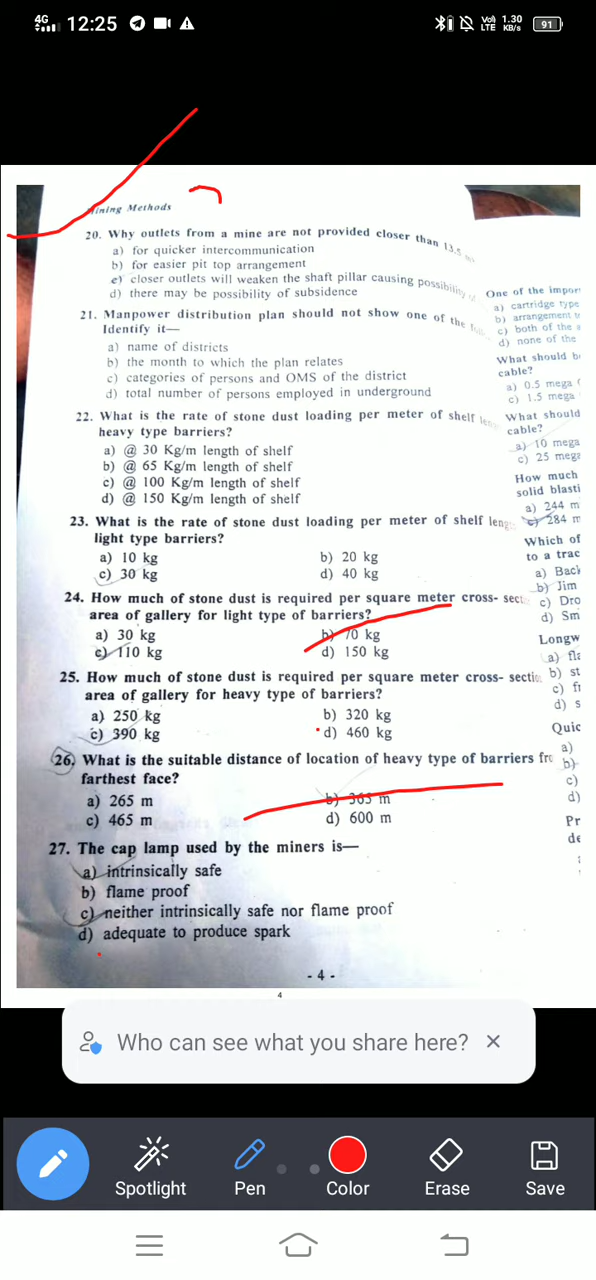 4G 12:25 Vo) LTE 1.30 KB/s 91
Mining Methods
20. Why outlets from a mine are not provided closer than 13.5
a) for quicker intercommunication
b) for easier pit top arrangement
c) closer outlets will weaken the shaft pillar causing possibility of
d) there may be possibility of subsidence
21. Manpower distribution plan should not show one of the
Identify it—
a) name of districts
b) the month to which the plan relates
c) categories of persons and OMS of the district
d) total number of persons employed in underground
22. What is the rate of stone dust loading per meter of shelf
heavy type barriers?
a) @ 30 Kg/m length of shelf
b) @ 65 Kg/m length of shelf
c) @ 100 Kg/m length of shelf
d) @ 150 Kg/m length of shelf
23. What is the rate of stone dust loading per meter of shelf
light type barriers?
a) 10 kg b) 20 kg
c) 30 kg d) 40 kg
24. How much of stone dust is required per square meter cross- sect
area of gallery for light type of barriers?
a) 30 kg b) 70 kg
c) 110 kg d) 150 kg
25. How much of stone dust is required per square meter cross- sectio
area of gallery for heavy type of barriers?
a) 250 kg b) 320 kg
c) 390 kg d) 460 kg
26. What is the suitable distance of location of heavy type of barriers fro
farthest face?
a) 265 m b) 365 m
c) 465 m d) 600 m
27. The cap lamp used by the miners is—
a) intrinsically safe
b) flame proof
c) neither intrinsically safe nor flame proof
d) adequate to produce spark
- 4 -
4
One of the impor
a) cartridge type
b) arrangement
c) both of the
d) none of the
What should b
cable?
a) 0.5 mega
c) 1.5 mega
What should
cable?
a) 10 mega
c) 25 mega
How much
solid blasti
a) 244 m
c) 284 m
Which of
to a trac
a) Back
b) Jim
c) Dro
d) Sm
Longw
a) fla
b) st
c) fr
d) s
Quic
a)
b)
c)
d)
Pr
de
Who can see what you share here? ×
Spotlight Pen Color Erase Save